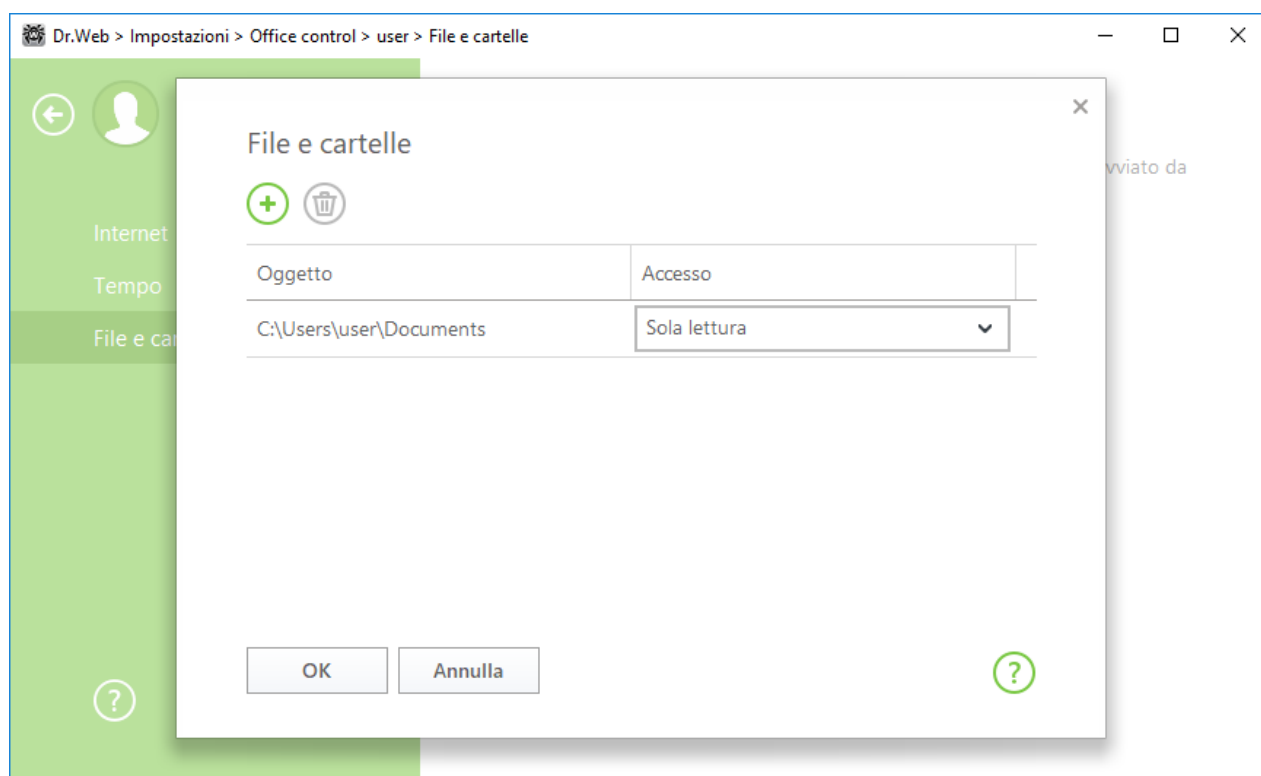 Dr.Web > Impostazioni > Office control > user > File e cartelle
File e cartelle
vviato da
Internet
Tempo
File e car
Oggetto Accesso
C:\Users\user\Documents Sola lettura
OK Annulla ?
?